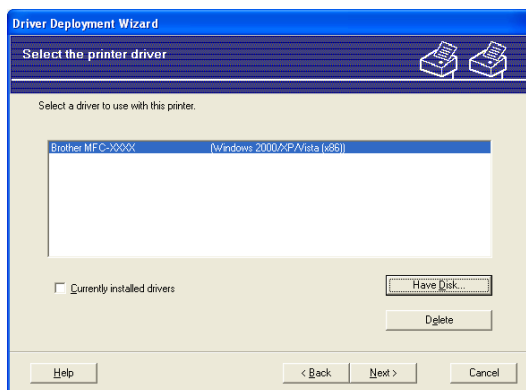 Driver Deployment Wizard
Select the printer driver
Select a driver to use with this printer.
Brother MFC-XXXX (Windows 2000/XP/Vista (x86))
Currently installed drivers
Have Disk...
Delete
Help
< Back
Next >
Cancel